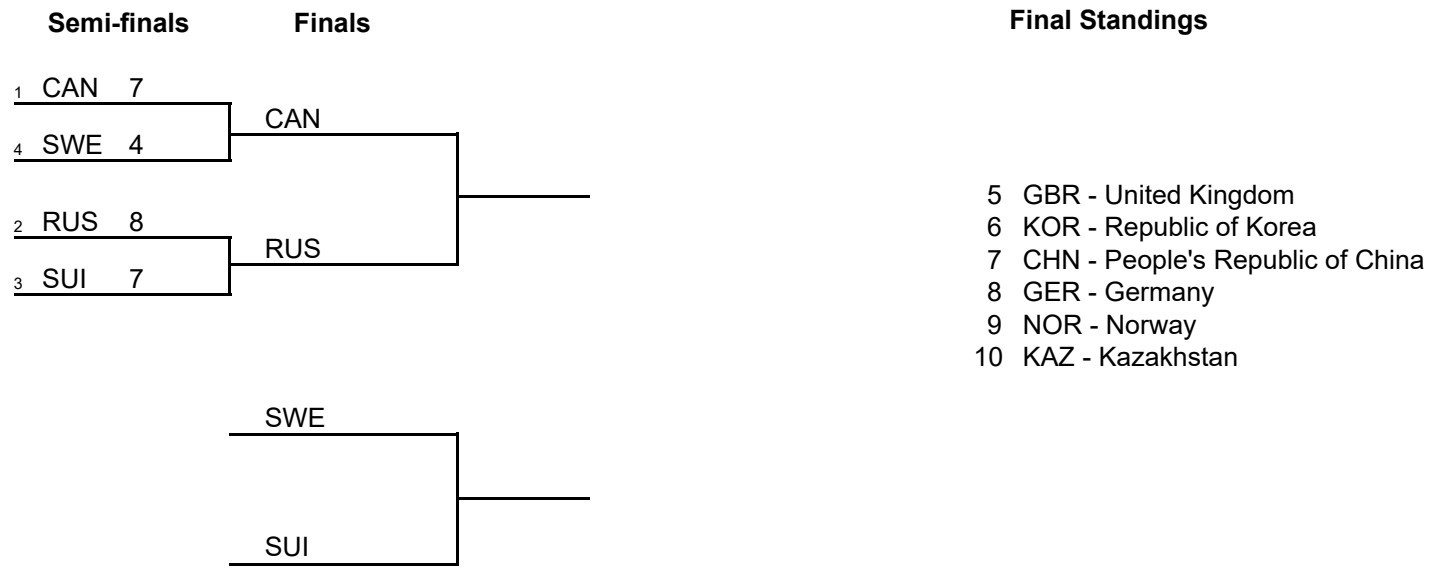 Semi-finals Finals
1 CAN 7
CAN
4 SWE 4
2 RUS 8
RUS
3 SUI 7
SWE
SUI
Final Standings
5 GBR - United Kingdom
6 KOR - Republic of Korea
7 CHN - People's Republic of China
8 GER - Germany
9 NOR - Norway
10 KAZ - Kazakhstan